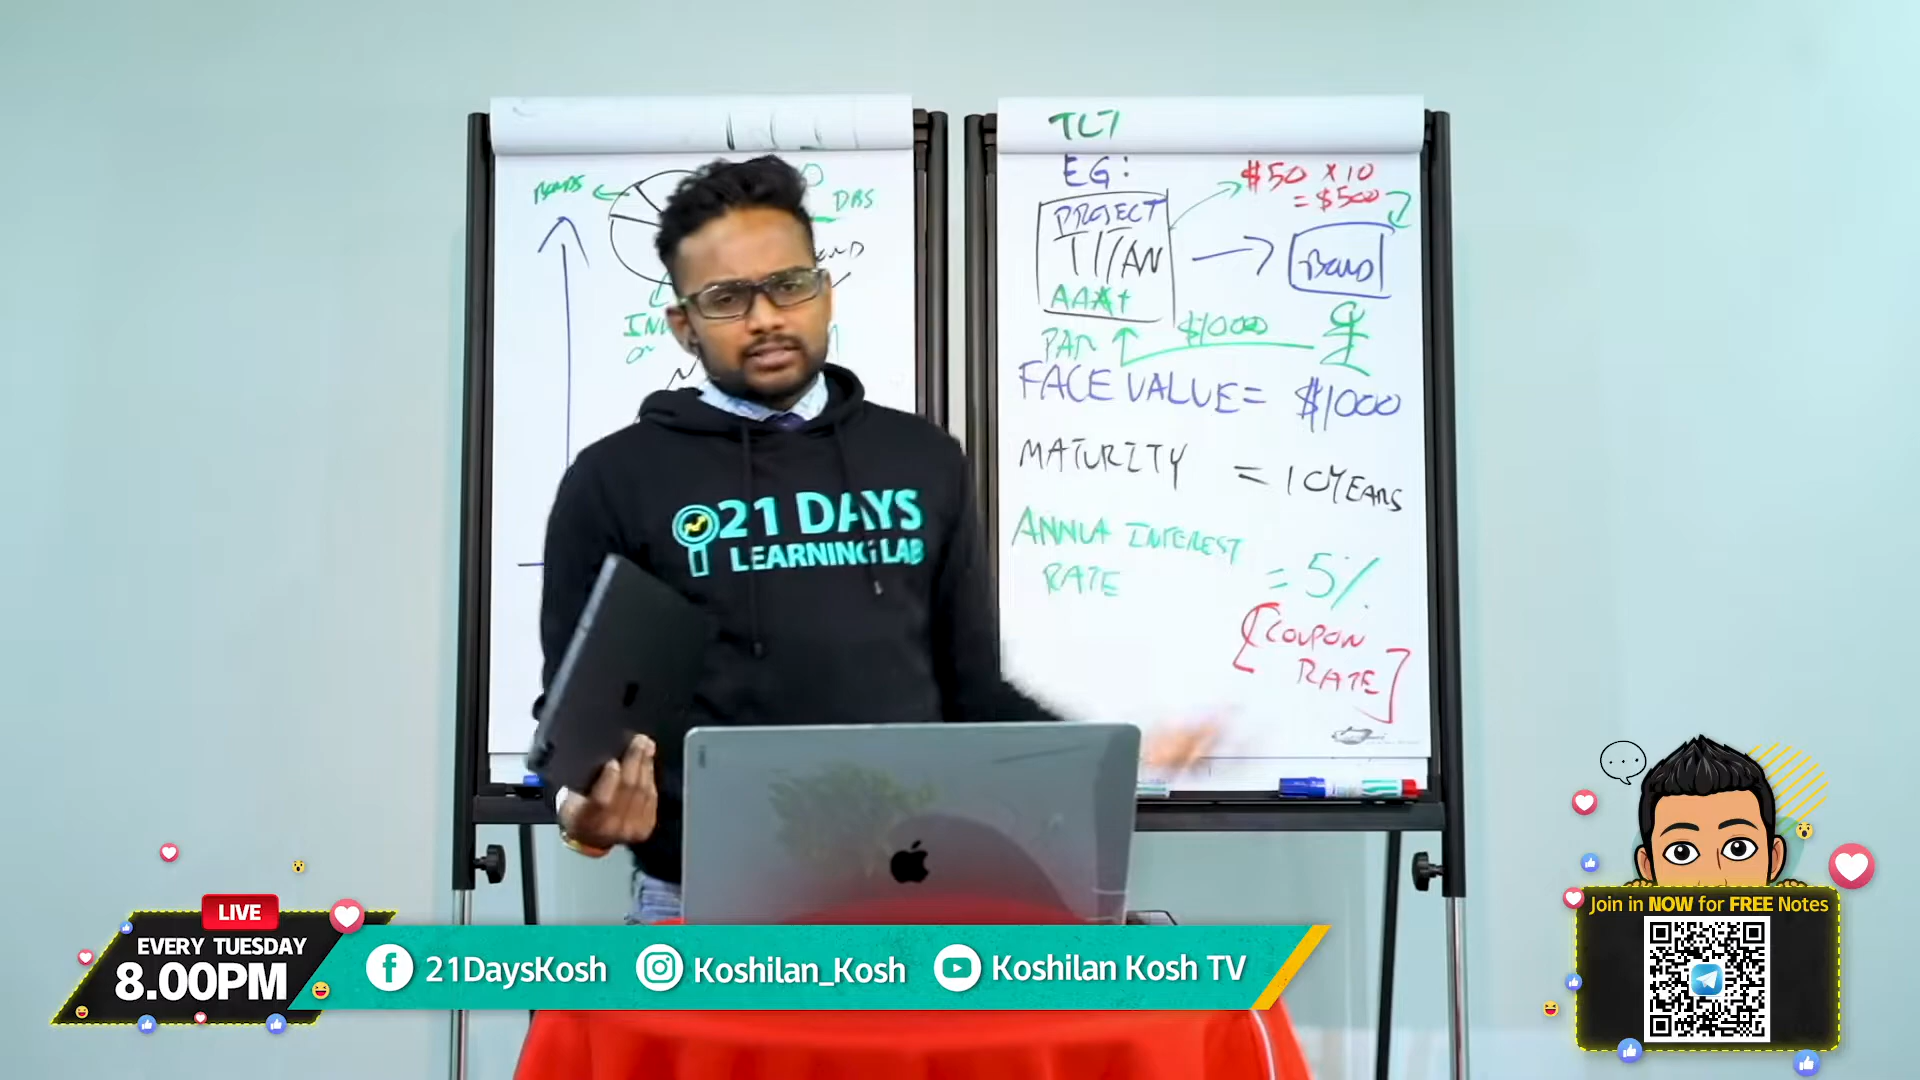 BONDS
DBS
TLT
EG:
$50 × 10
= $500
PROJECT
TITAN
AAA+
BOND
$1000
PAR
FACE VALUE = $1000
MATURITY = 10 YEARS
ANNUA INTEREST
RATE
= 5%
[COUPON
RATE]
21 DAYS
LEARNING LAB
LIVE
EVERY TUESDAY
8.00PM
21DaysKosh
Koshilan_Kosh
Koshilan Kosh TV
Join in NOW for FREE Notes